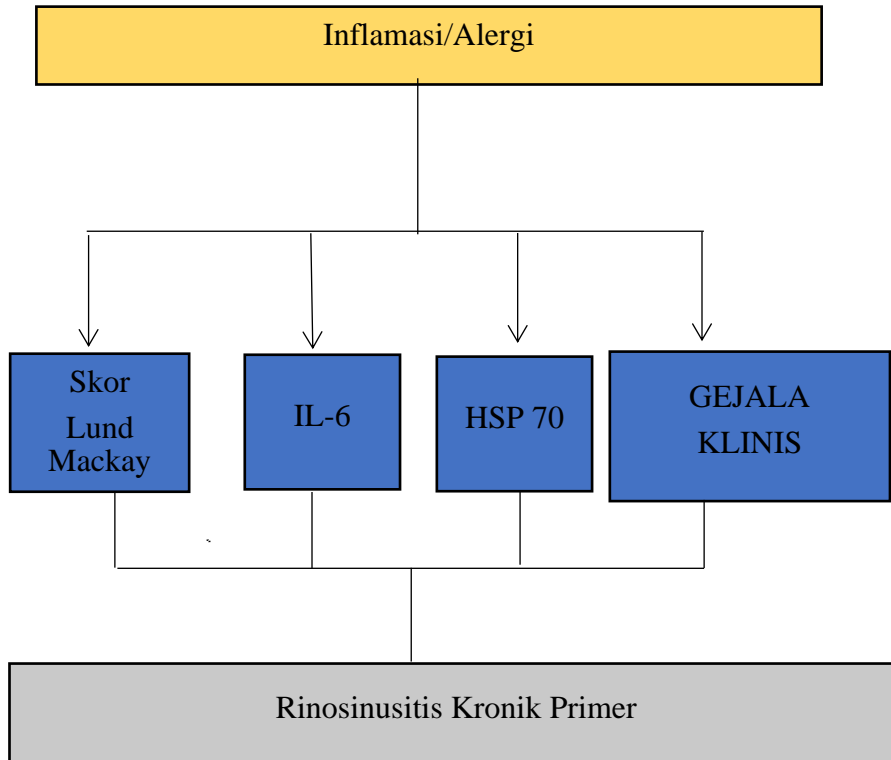 Inflamasi/Alergi
Skor
Lund
Mackay
IL-6
HSP 70
GEJALA
KLINIS
Rinosinusitis Kronik Primer